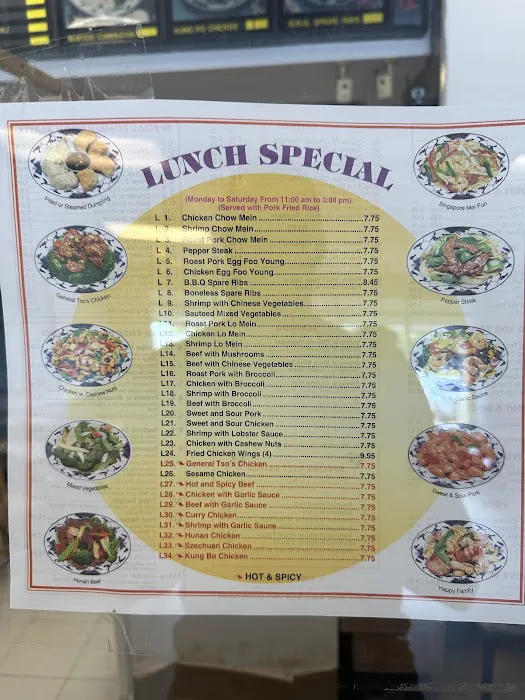 KUNG PO CHICKEN
LUNCH SPECIAL
(Monday to Saturday From 11:00 am to 3:00 pm)
(Served with Pork Fried Rice)
L 1. Chicken Chow Mein 7.75
L 2. Shrimp Chow Mein 7.75
L 3. Roast Pork Chow Mein 7.75
L 4. Pepper Steak 7.75
L 5. Roast Pork Egg Foo Young 7.75
L 6. Chicken Egg Foo Young 7.75
L 7. B.B.Q Spare Ribs 8.45
L 8. Boneless Spare Ribs 7.75
L 9. Shrimp with Chinese Vegetables 7.75
L10. Sauteed Mixed Vegetables 7.75
L11. Roast Pork Lo Mein 7.75
L12. Chicken Lo Mein 7.75
L13. Shrimp Lo Mein 7.75
L14. Beef with Mushrooms 7.75
L15. Beef with Chinese Vegetables 7.75
L16. Roast Pork with Broccoli 7.75
L17. Chicken with Broccoli 7.75
L18. Shrimp with Broccoli 7.75
L19. Beef with Broccoli 7.75
L20. Sweet and Sour Pork 7.75
L21. Sweet and Sour Chicken 7.75
L22. Shrimp with Lobster Sauce 7.75
L23. Chicken with Cashew Nuts 7.75
L24. Fried Chicken Wings (4) 9.95
L25. General Tso's Chicken 7.75
L26. Sesame Chicken 7.75
L27. Hot and Spicy Beef 7.75
L28. Chicken with Garlic Sauce 7.75
L29. Beef with Garlic Sauce 7.75
L30. Curry Chicken 7.75
L31. Shrimp with Garlic Sauce 7.75
L32. Hunan Chicken 7.75
L33. Szechuan Chicken 7.75
L34. Kung Bo Chicken 7.75
HOT & SPICY
Fried or Steamed Dumpling
General Tso's Chicken
Chicken w. Cashew Nuts
Mixed Vegetables
Hunan Beef
Singapore Mei Fun
Pepper Steak
Garlic Sauce
Sweet & Sour Pork
Happy Family